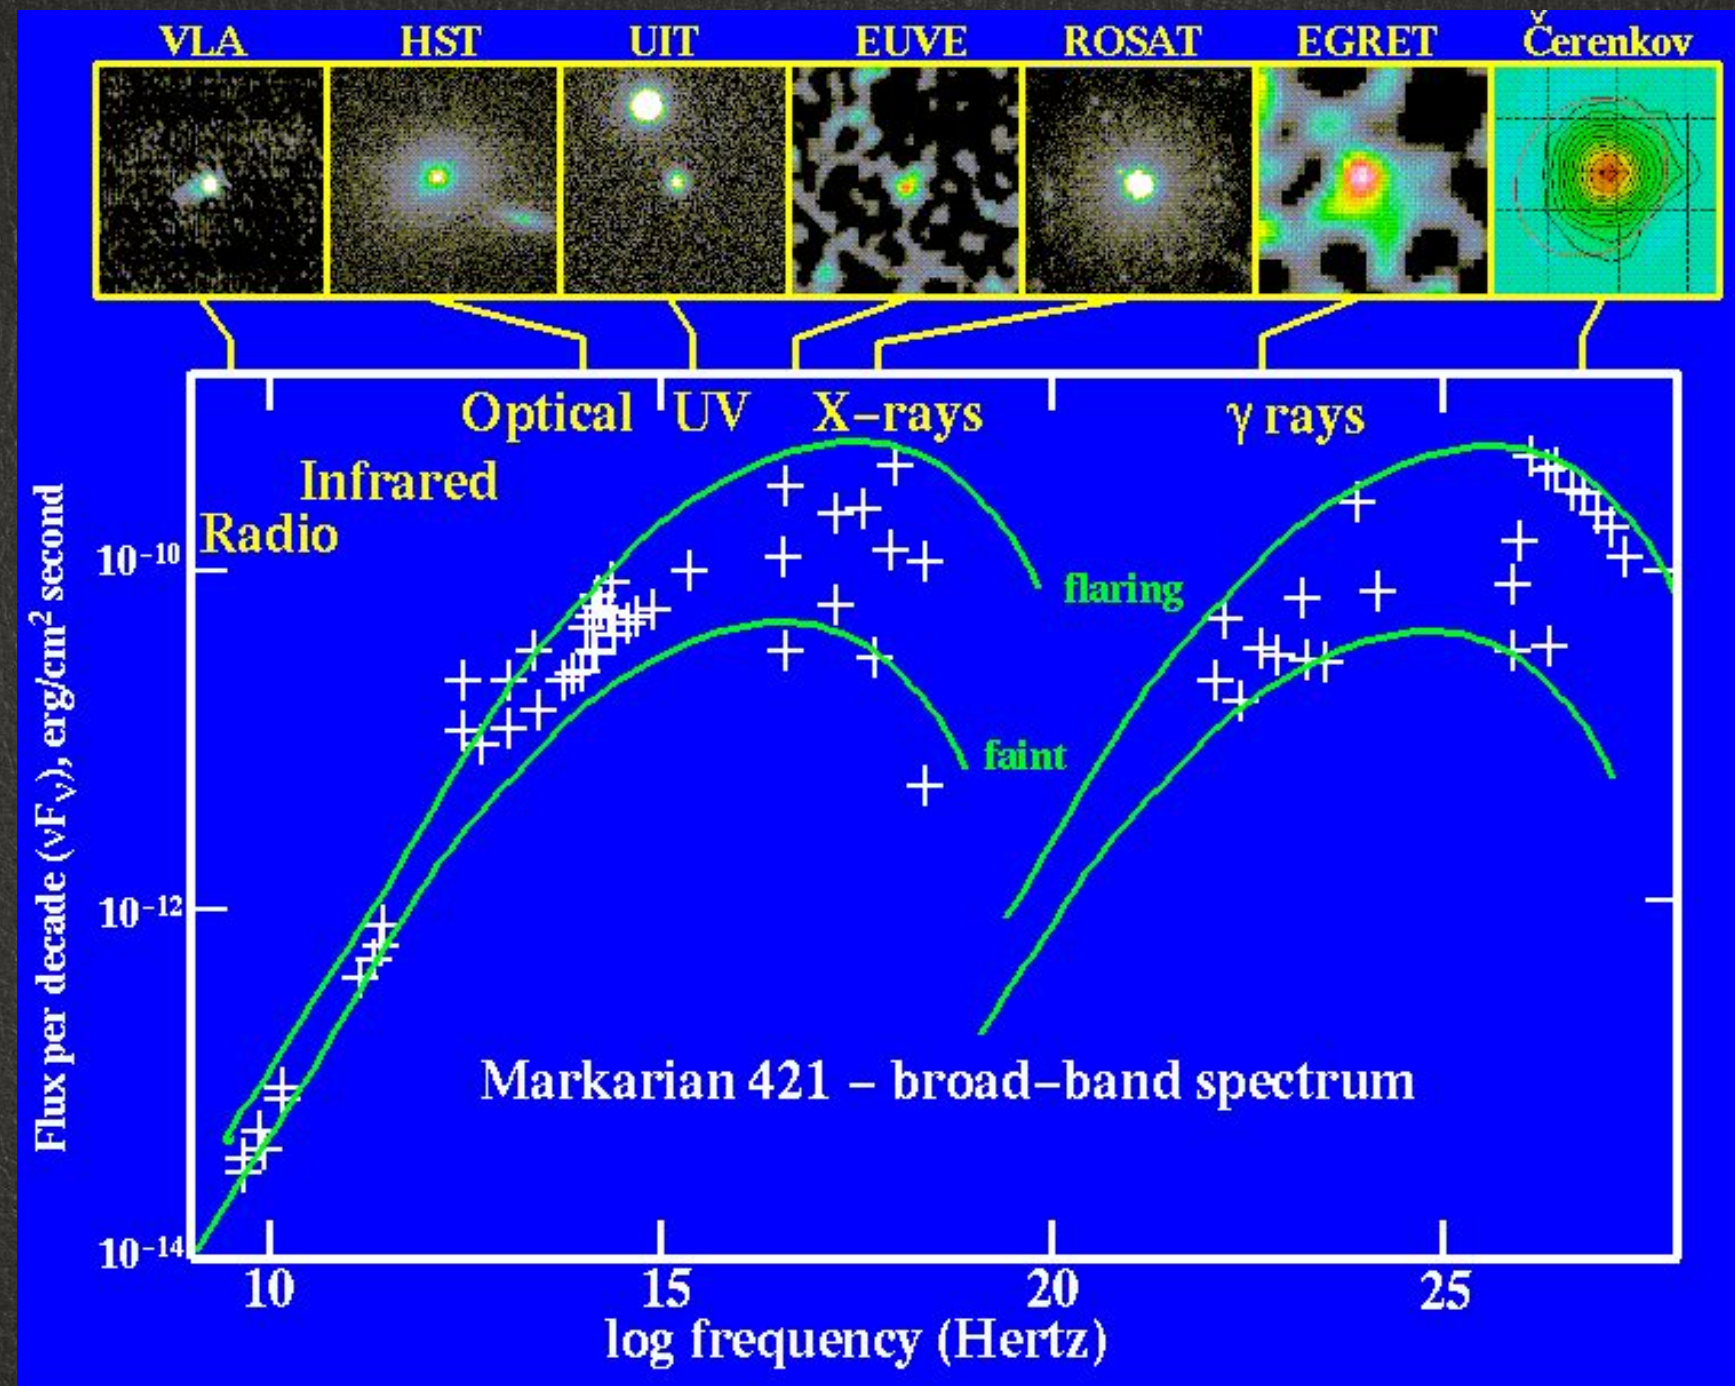 VLA HST UIT EUVE ROSAT EGRET Čerenkov
Optical UV X–rays γ rays
Infrared
Radio
flaring
faint
Markarian 421 – broad–band spectrum
Flux per decade (νFν), erg/cm² second
10⁻¹⁰
10⁻¹²
10⁻¹⁴
10 15 20 25
log frequency (Hertz)